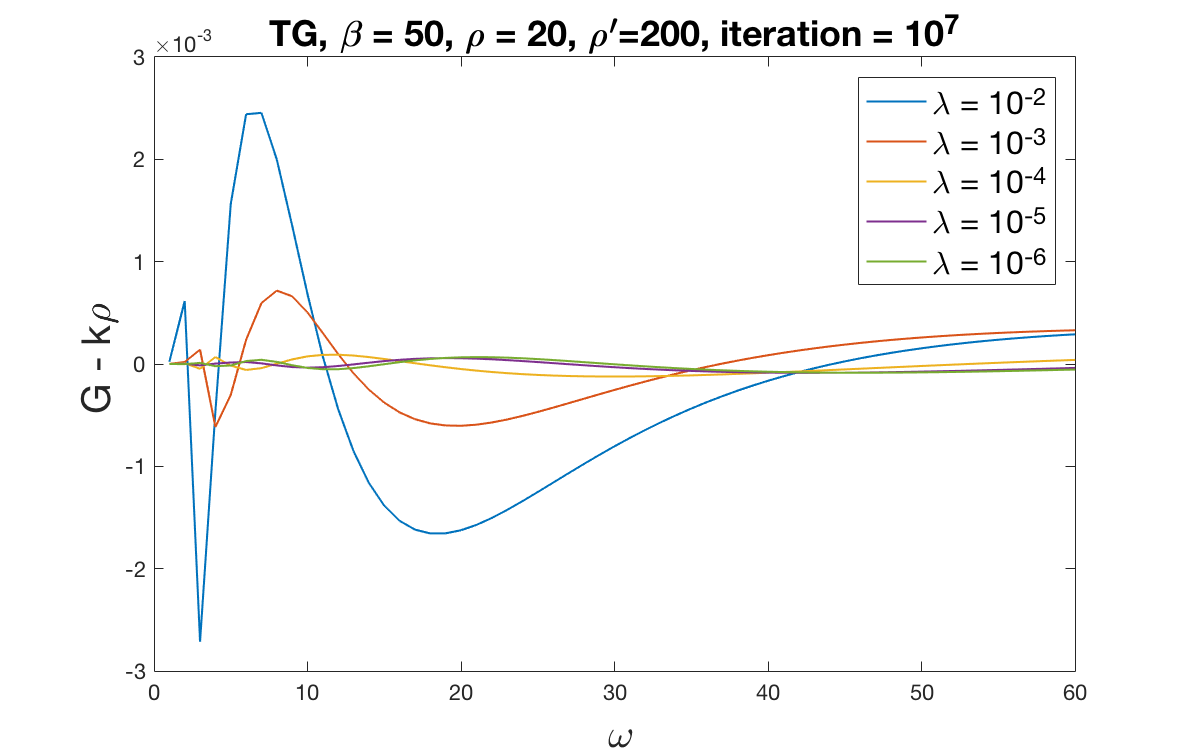 TG, β = 50, ρ = 20, ρ′=200, iteration = 10⁷
×10⁻³
3
2
1
0
-1
-2
-3
G - kρ
0 10 20 30 40 50 60
ω
λ = 10⁻²
λ = 10⁻³
λ = 10⁻⁴
λ = 10⁻⁵
λ = 10⁻⁶